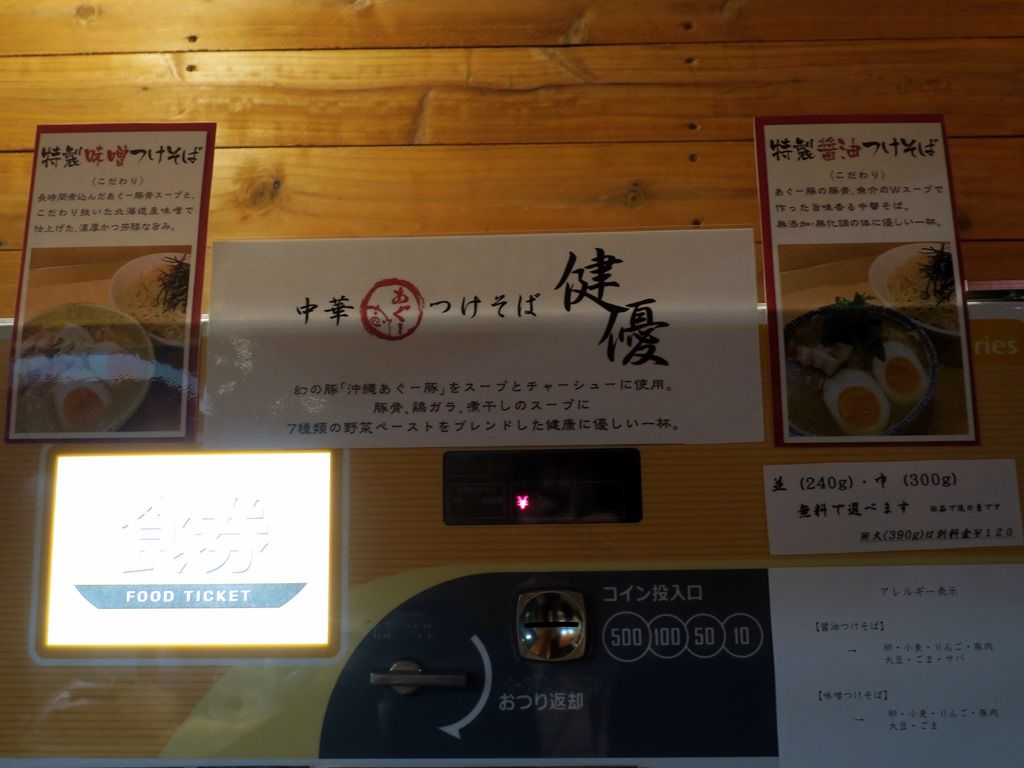 特製味噌つけそば
(こだわり)
長時間煮込んだあぐー豚骨スープと、
こだわり抜いた北海道産味噌で
仕上げた、濃厚かつ芳醇な旨み。
特製醤油つけそば
(こだわり)
あぐー豚の豚骨、魚介のWスープで
作った旨味香る中華そば。
無添加・無化調の体に優しい一杯。
中華 あぐー つけそば 健優
幻の豚「沖縄あぐー豚」をスープとチャーシューに使用。
豚骨、鶏ガラ、煮干しのスープに
7種類の野菜ペーストをブレンドした健康に優しい一杯。
ries
並 (240g)・中 (300g)
無料で選べます ※茹で後の量です
※大(390g)は別料金￥120
食券
FOOD TICKET
¥
コイン投入口
500 100 50 10
おつり返却
アレルギー表示
【醤油つけそば】
→ 卵・小麦・りんご・豚肉
大豆・ごま・サバ
【味噌つけそば】
→ 卵・小麦・りんご・豚肉
大豆・ごま